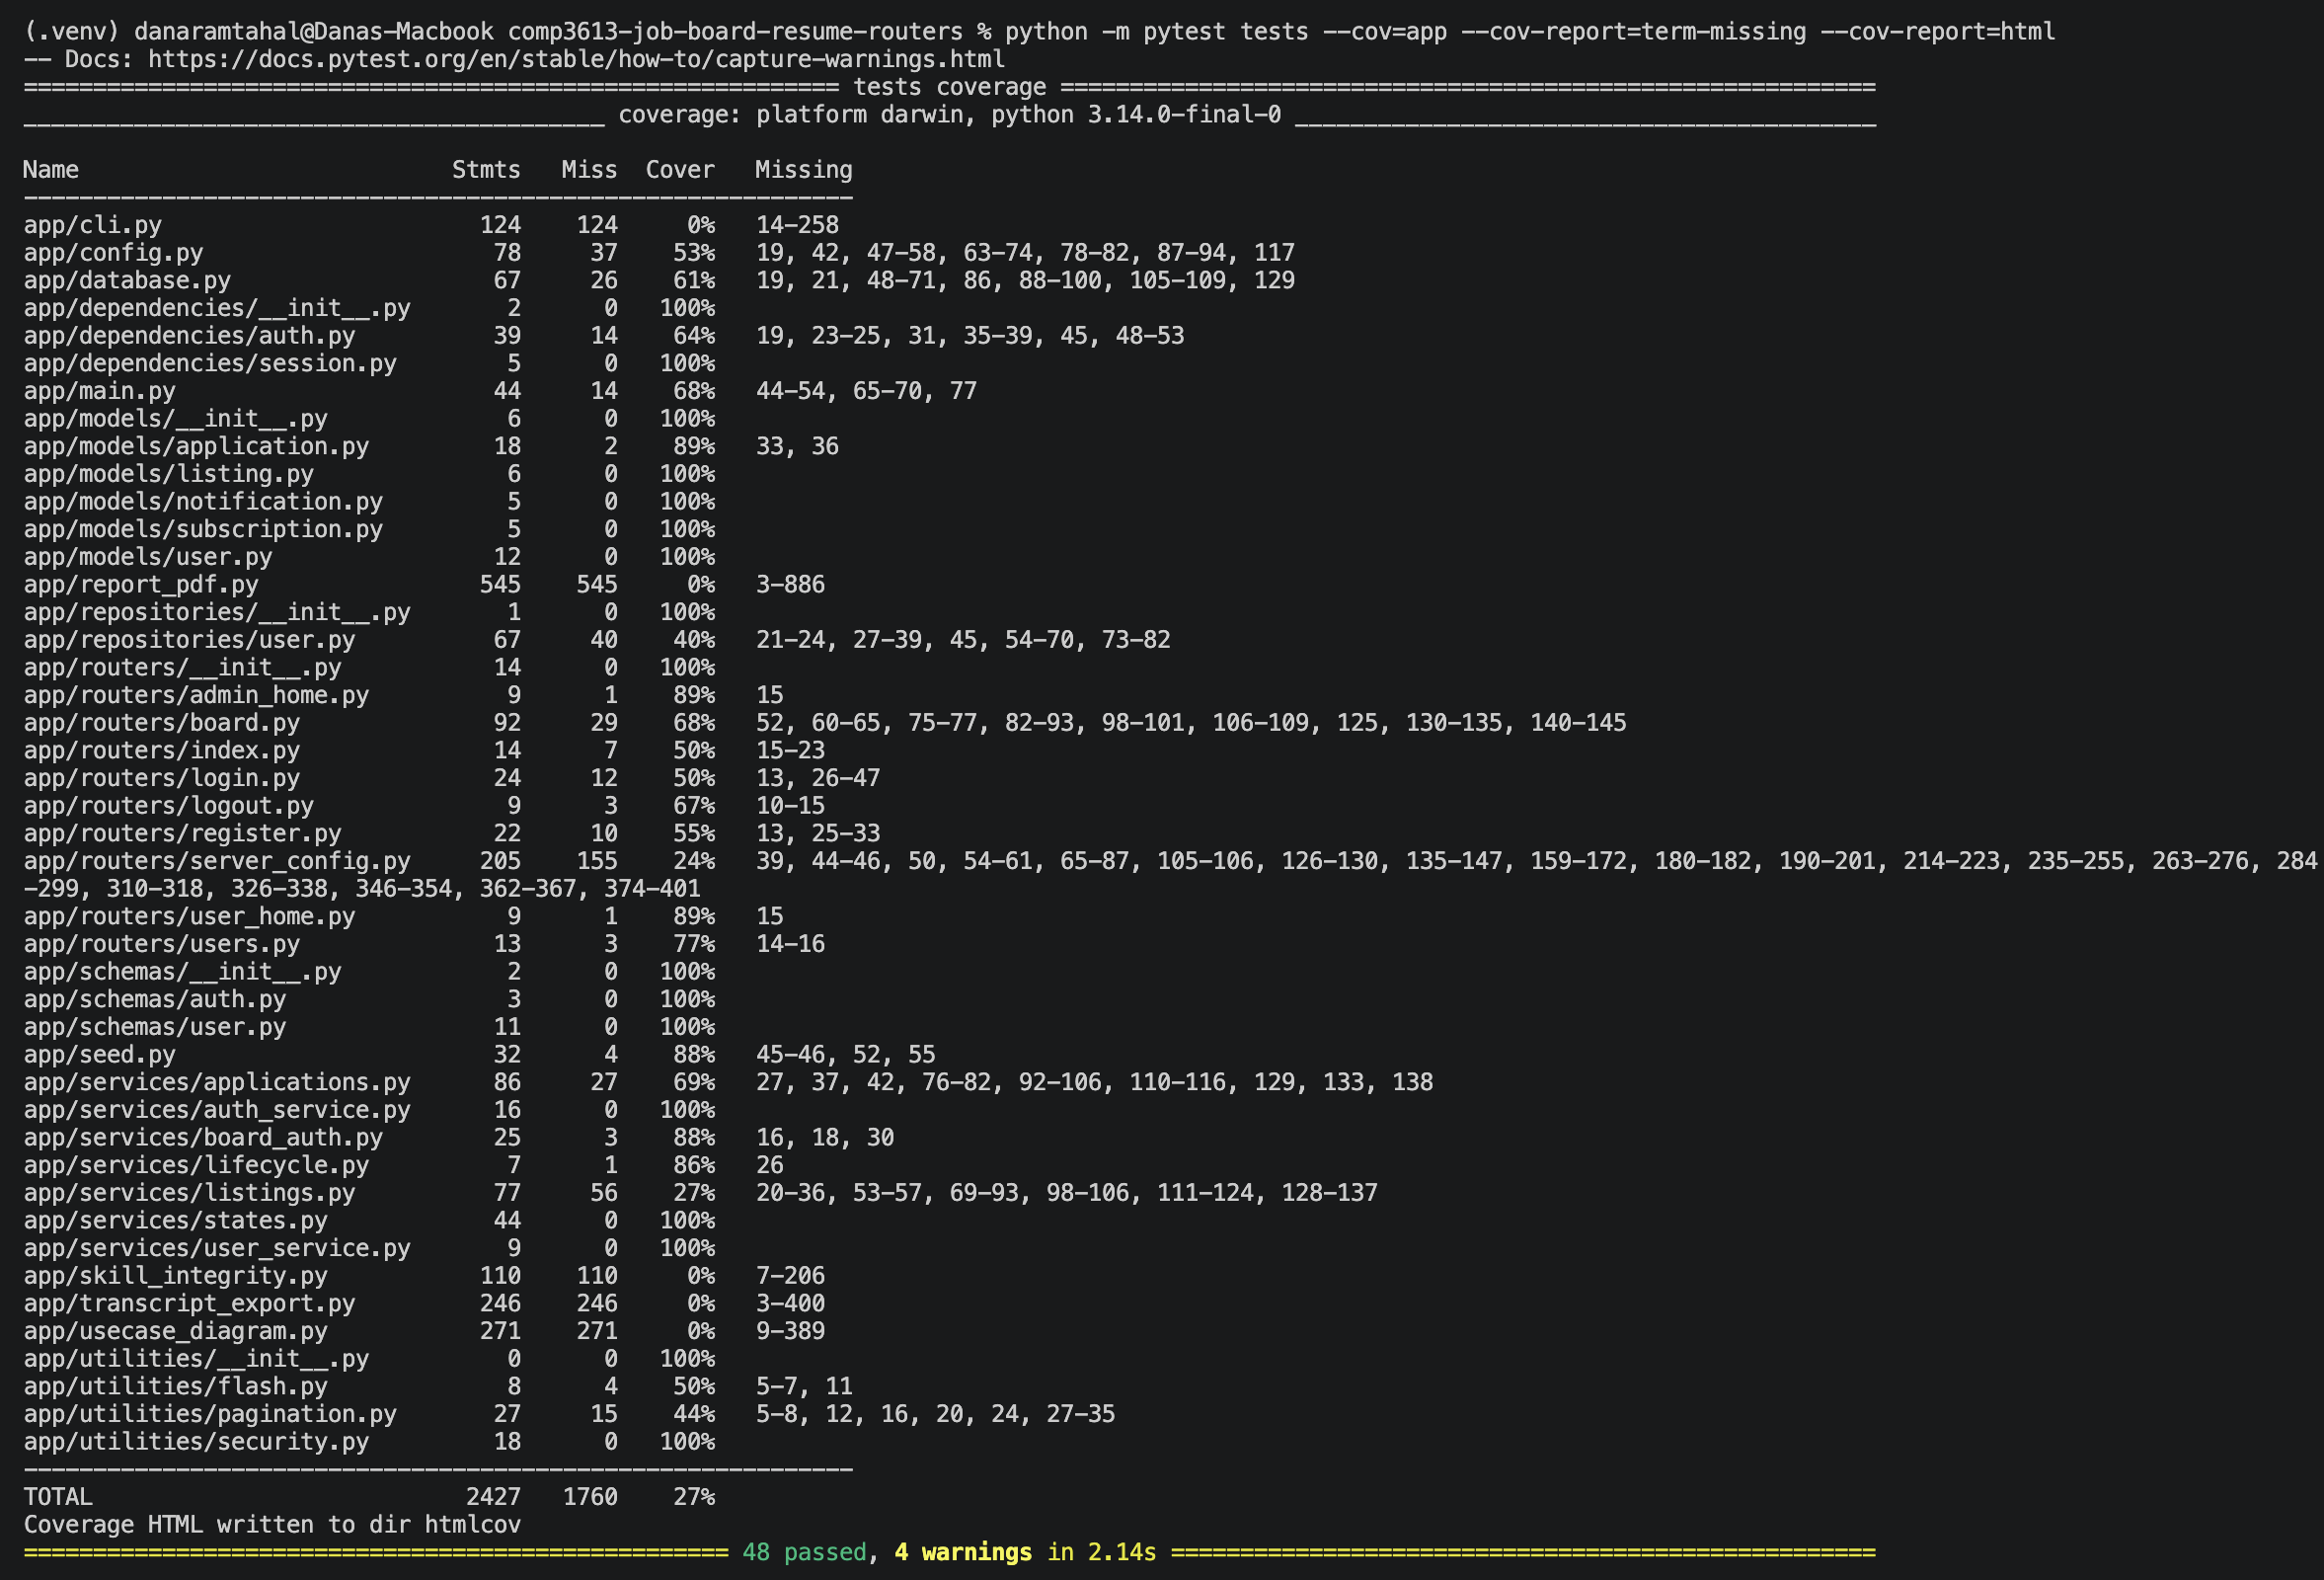 (.venv) danaramtahal@Danas-Macbook comp3613-job-board-resume-routers % python -m pytest tests --cov=app --cov-report=term-missing --cov-report=html
-- Docs: https://docs.pytest.org/en/stable/how-to/capture-warnings.html
=========================================================== tests coverage ===========================================================
__________________________________________ coverage: platform darwin, python 3.14.0-final-0 __________________________________________
Name                           Stmts   Miss  Cover   Missing
------------------------------------------------------------
app/cli.py                       124    124     0%   14-258
app/config.py                     78     37    53%   19, 42, 47-58, 63-74, 78-82, 87-94, 117
app/database.py                   67     26    61%   19, 21, 48-71, 86, 88-100, 105-109, 129
app/dependencies/__init__.py       2      0   100%
app/dependencies/auth.py          39     14    64%   19, 23-25, 31, 35-39, 45, 48-53
app/dependencies/session.py        5      0   100%
app/main.py                       44     14    68%   44-54, 65-70, 77
app/models/__init__.py             6      0   100%
app/models/application.py         18      2    89%   33, 36
app/models/listing.py              6      0   100%
app/models/notification.py         5      0   100%
app/models/subscription.py         5      0   100%
app/models/user.py                12      0   100%
app/report_pdf.py                545    545     0%   3-886
app/repositories/__init__.py       1      0   100%
app/repositories/user.py          67     40    40%   21-24, 27-39, 45, 54-70, 73-82
app/routers/__init__.py           14      0   100%
app/routers/admin_home.py          9      1    89%   15
app/routers/board.py              92     29    68%   52, 60-65, 75-77, 82-93, 98-101, 106-109, 125, 130-135, 140-145
app/routers/index.py              14      7    50%   15-23
app/routers/login.py              24     12    50%   13, 26-47
app/routers/logout.py              9      3    67%   10-15
app/routers/register.py           22     10    55%   13, 25-33
app/routers/server_config.py     205    155    24%   39, 44-46, 50, 54-61, 65-87, 105-106, 126-130, 135-147, 159-172, 180-182, 190-201, 214-223, 235-255, 263-276, 284
-299, 310-318, 326-338, 346-354, 362-367, 374-401
app/routers/user_home.py           9      1    89%   15
app/routers/users.py              13      3    77%   14-16
app/schemas/__init__.py            2      0   100%
app/schemas/auth.py                3      0   100%
app/schemas/user.py               11      0   100%
app/seed.py                       32      4    88%   45-46, 52, 55
app/services/applications.py      86     27    69%   27, 37, 42, 76-82, 92-106, 110-116, 129, 133, 138
app/services/auth_service.py      16      0   100%
app/services/board_auth.py        25      3    88%   16, 18, 30
app/services/lifecycle.py          7      1    86%   26
app/services/listings.py          77     56    27%   20-36, 53-57, 69-93, 98-106, 111-124, 128-137
app/services/states.py            44      0   100%
app/services/user_service.py       9      0   100%
app/skill_integrity.py           110    110     0%   7-206
app/transcript_export.py         246    246     0%   3-400
app/usecase_diagram.py           271    271     0%   9-389
app/utilities/__init__.py          0      0   100%
app/utilities/flash.py             8      4    50%   5-7, 11
app/utilities/pagination.py       27     15    44%   5-8, 12, 16, 20, 24, 27-35
app/utilities/security.py         18      0   100%
------------------------------------------------------------
TOTAL                           2427   1760    27%
Coverage HTML written to dir htmlcov
=================================================== 48 passed, 4 warnings in 2.14s ===================================================